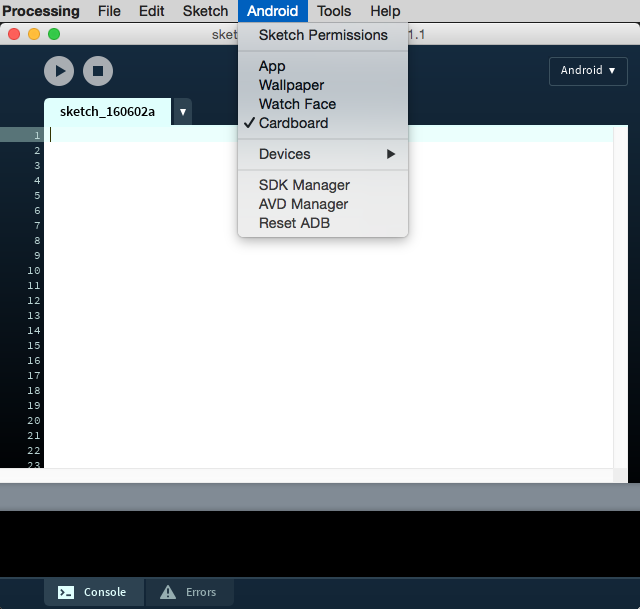 Processing File Edit Sketch Android Tools Help
sket 1.1
Sketch Permissions
App
Wallpaper
Watch Face
Cardboard
Devices
SDK Manager
AVD Manager
Reset ADB
Android
sketch_160602a
1
2
3
4
5
6
7
8
9
10
11
12
13
14
15
16
17
18
19
20
21
22
23
Console Errors